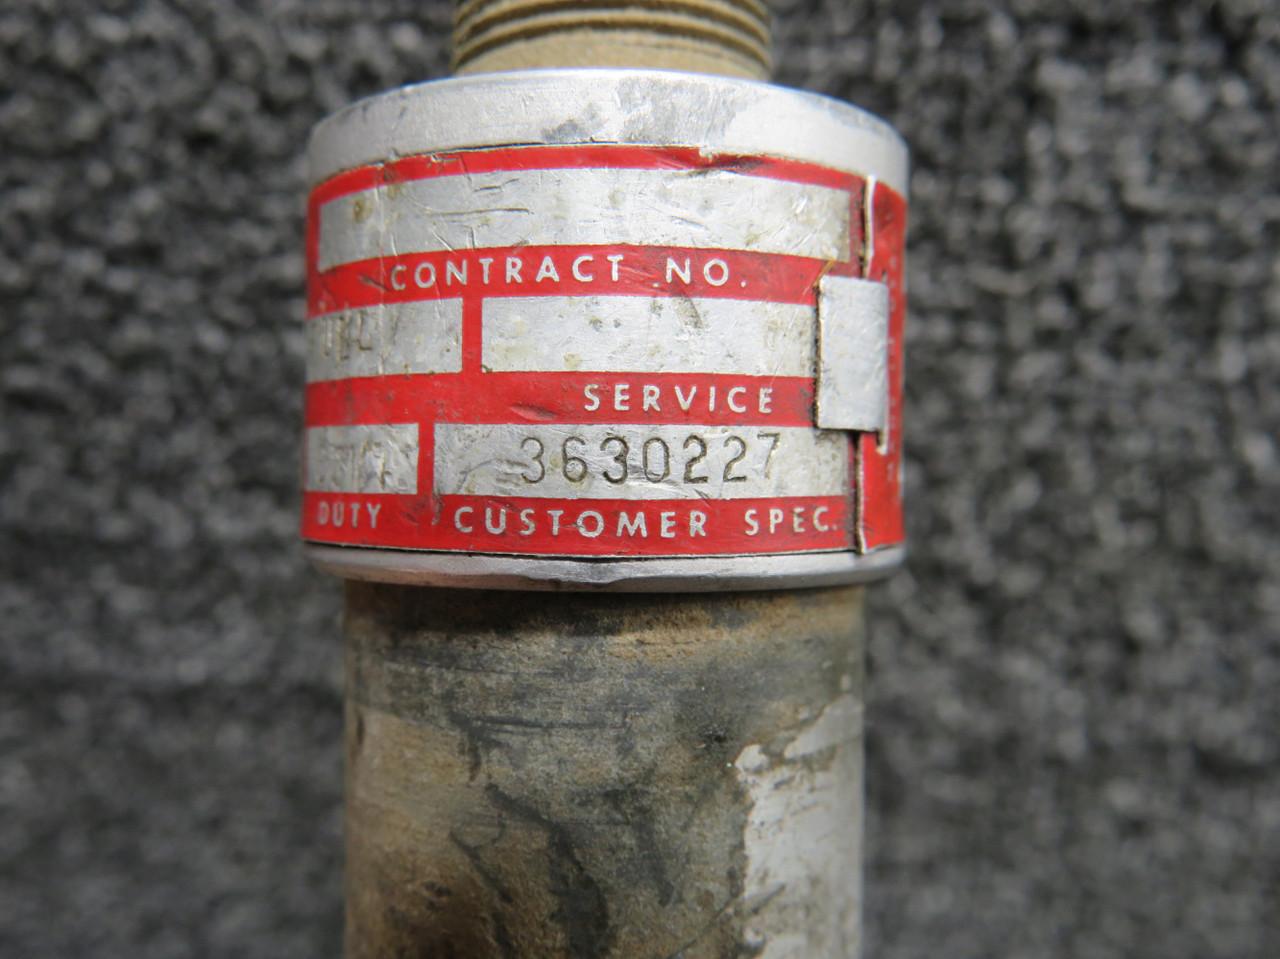 CONTRACT NO.
SERVICE
3630227
DUTY CUSTOMER SPEC.